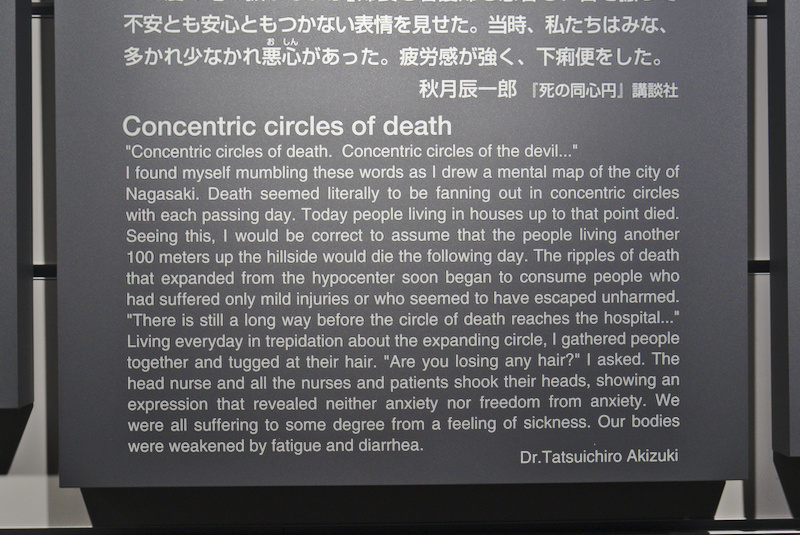 不安とも安心ともつかない表情を見せた。当時、私たちはみな、
多かれ少なかれ悪心があった。疲労感が強く、下痢便をした。
秋月辰一郎 『死の同心円』講談社
Concentric circles of death
"Concentric circles of death. Concentric circles of the devil..."
I found myself mumbling these words as I drew a mental map of the city of
Nagasaki. Death seemed literally to be fanning out in concentric circles
with each passing day. Today people living in houses up to that point died.
Seeing this, I would be correct to assume that the people living another
100 meters up the hillside would die the following day. The ripples of death
that expanded from the hypocenter soon began to consume people who
had suffered only mild injuries or who seemed to have escaped unharmed.
"There is still a long way before the circle of death reaches the hospital..."
Living everyday in trepidation about the expanding circle, I gathered people
together and tugged at their hair. "Are you losing any hair?" I asked. The
head nurse and all the nurses and patients shook their heads, showing an
expression that revealed neither anxiety nor freedom from anxiety. We
were all suffering to some degree from a feeling of sickness. Our bodies
were weakened by fatigue and diarrhea.
Dr.Tatsuichiro Akizuki